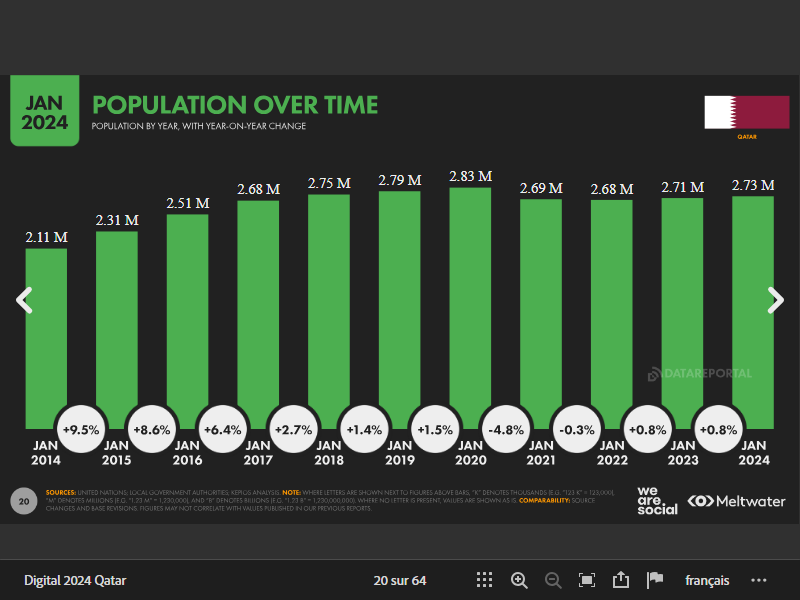 JAN
2024
POPULATION OVER TIME
POPULATION BY YEAR, WITH YEAR-ON-YEAR CHANGE
QATAR
2.11 M
2.31 M
2.51 M
2.68 M
2.75 M
2.79 M
2.83 M
2.69 M
2.68 M
2.71 M
2.73 M
DATAREPORTAL
+9.5%
+8.6%
+6.4%
+2.7%
+1.4%
+1.5%
-4.8%
-0.3%
+0.8%
+0.8%
JAN
2014
JAN
2015
JAN
2016
JAN
2017
JAN
2018
JAN
2019
JAN
2020
JAN
2021
JAN
2022
JAN
2023
JAN
2024
20
SOURCES: UNITED NATIONS; LOCAL GOVERNMENT AUTHORITIES; KEPIOS ANALYSIS. NOTE: WHERE LETTERS ARE SHOWN NEXT TO FIGURES ABOVE BARS, "K" DENOTES THOUSANDS (E.G. "123 K" = 123,000),
"M" DENOTES MILLIONS (E.G. "1.23 M" = 1,230,000), AND "B" DENOTES BILLIONS (E.G. "1.23 B" = 1,230,000,000). WHERE NO LETTER IS PRESENT, VALUES ARE SHOWN AS IS. COMPARABILITY: SOURCE
CHANGES AND BASE REVISIONS. FIGURES MAY NOT CORRELATE WITH VALUES PUBLISHED IN OUR PREVIOUS REPORTS.
we
are.
social
Meltwater
Digital 2024 Qatar
20 sur 64
français